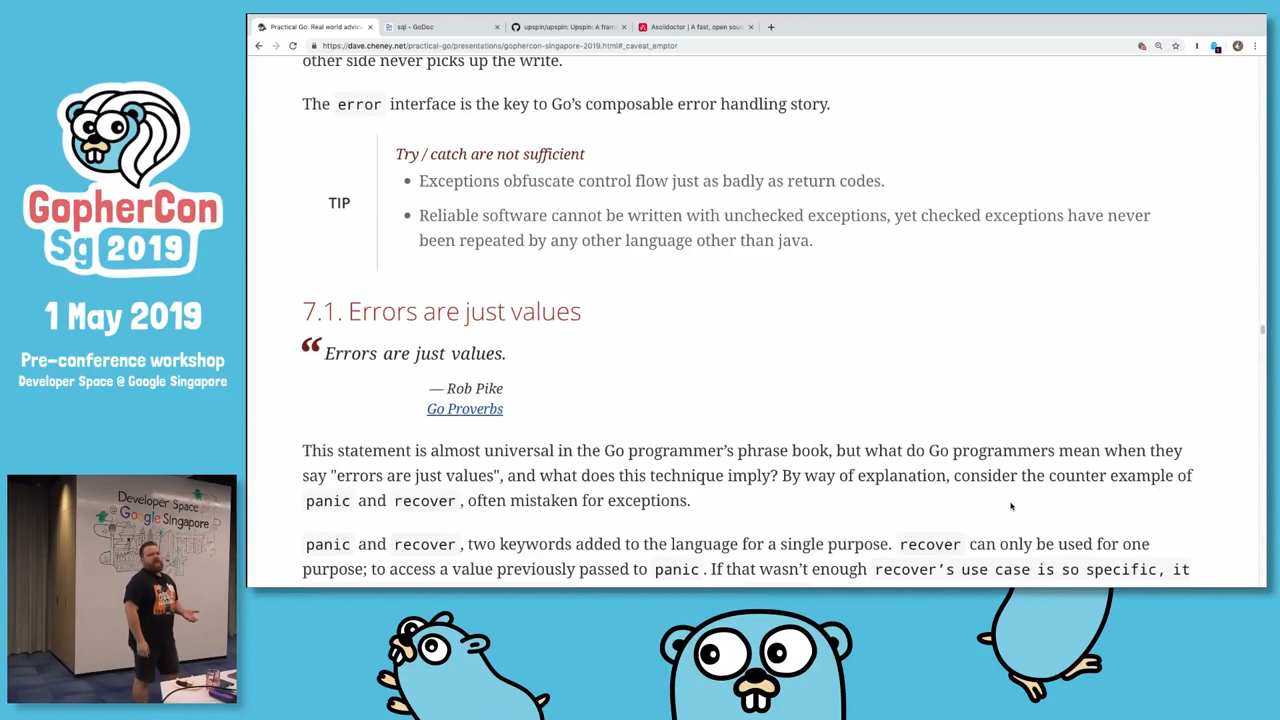 Practical Go: Real world advic
sql - GoDoc
upspin/upspin: Upspin: A fram
Asciidoctor | A fast, open sou
https://dave.cheney.net/practical-go/presentations/gophercon-singapore-2019.html#_caveat_emptor
other side never picks up the write.
The error interface is the key to Go’s composable error handling story.
TIP
Try / catch are not sufficient
• Exceptions obfuscate control flow just as badly as return codes.
• Reliable software cannot be written with unchecked exceptions, yet checked exceptions have never
been repeated by any other language other than java.
7.1. Errors are just values
“ Errors are just values.
— Rob Pike
Go Proverbs
This statement is almost universal in the Go programmer’s phrase book, but what do Go programmers mean when they
say "errors are just values", and what does this technique imply? By way of explanation, consider the counter example of
panic and recover, often mistaken for exceptions.
panic and recover, two keywords added to the language for a single purpose. recover can only be used for one
purpose; to access a value previously passed to panic. If that wasn’t enough recover’s use case is so specific, it
GopherCon
Sg 2019
1 May 2019
Pre-conference workshop
Developer Space @ Google Singapore
Developer Space
@ Google
Singapore